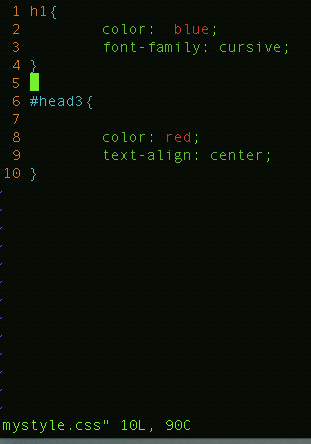 1 h1{
2 color:  blue;
3 font-family: cursive;
4 }
5
6 #head3{
7
8 color: red;
9 text-align: center;
10 }
~
~
~
~
~
~
~
~
~
~
~
~
~
mystyle.css" 10L, 90C